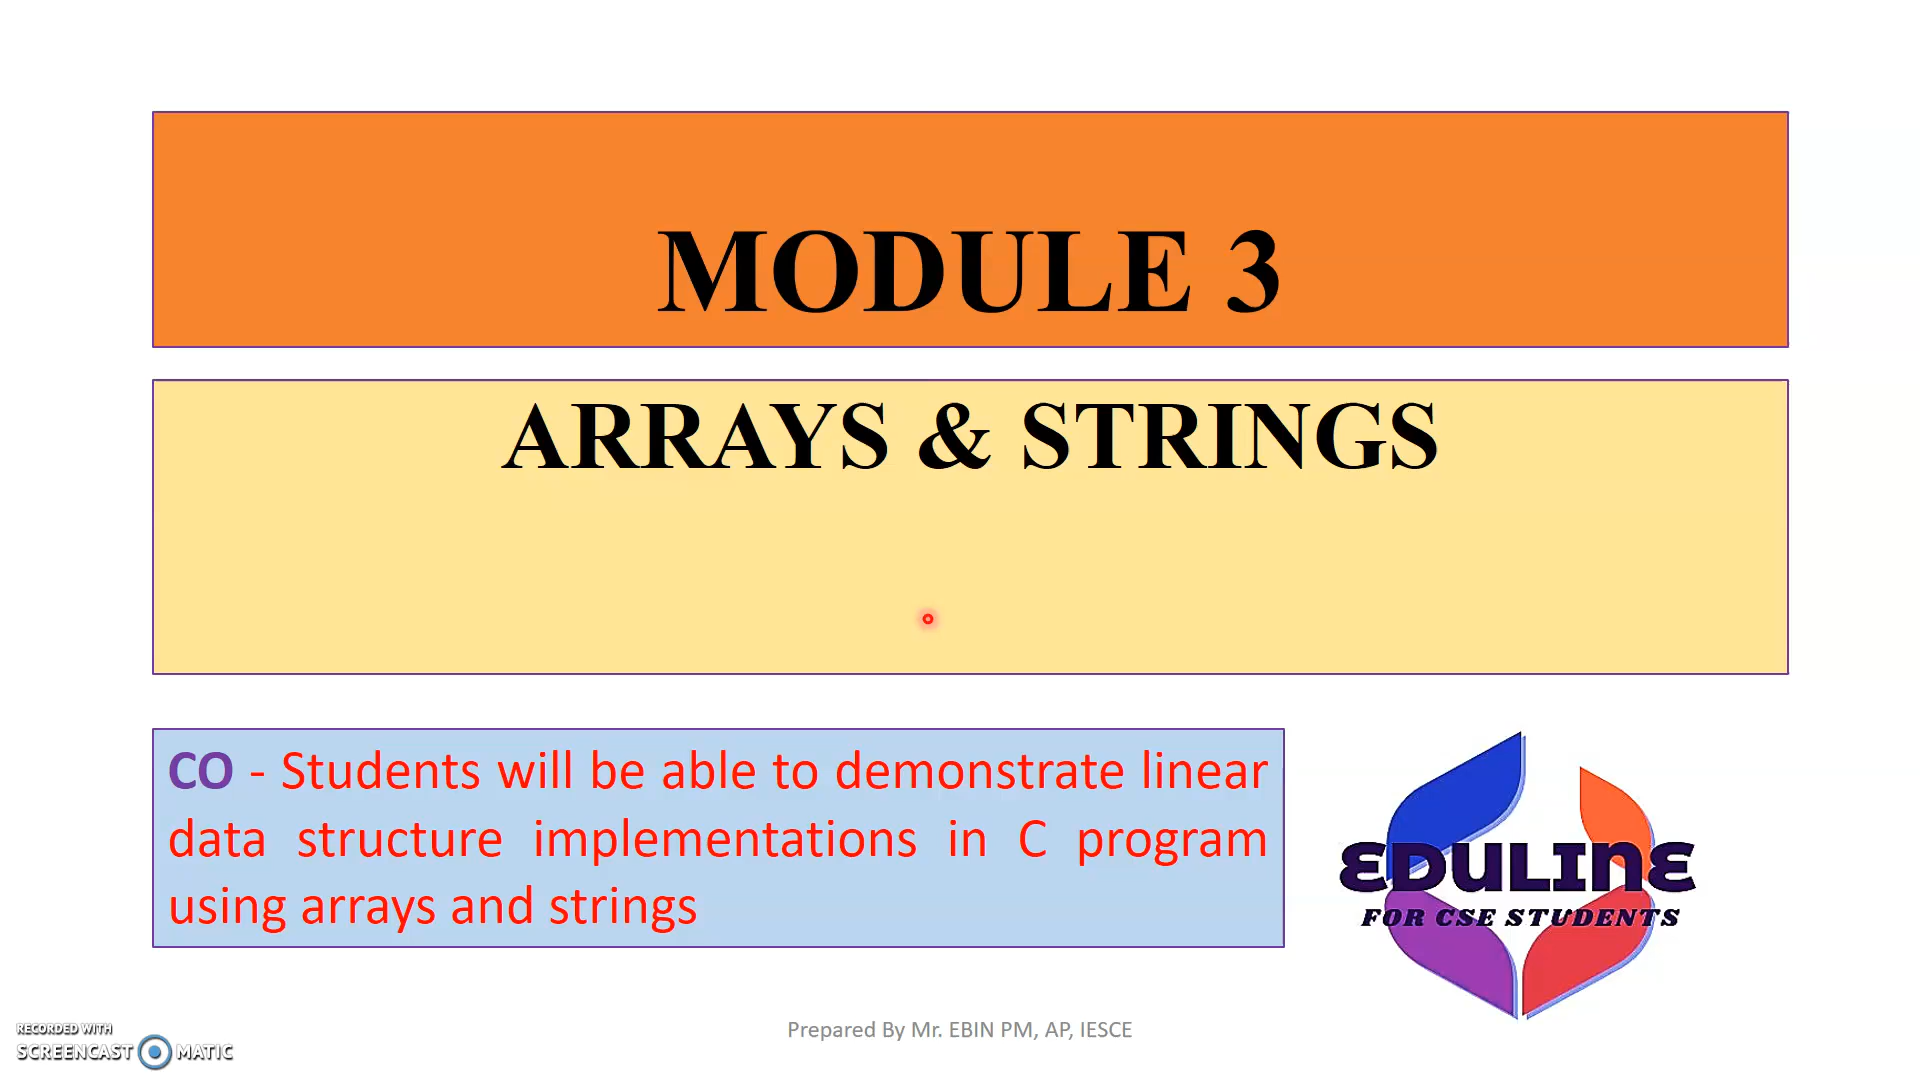 MODULE 3
ARRAYS & STRINGS
CO - Students will be able to demonstrate linear
data structure implementations in C program
using arrays and strings
EDULINE
FOR CSE STUDENTS
Prepared By Mr. EBIN PM, AP, IESCE
RECORDED WITH
SCREENCAST MATIC